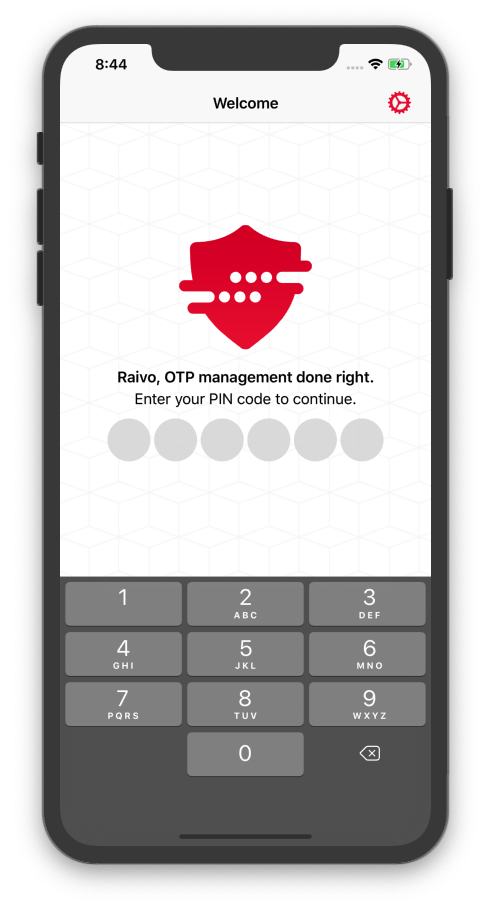 8:44
Welcome
Raivo, OTP management done right.
Enter your PIN code to continue.
1 2 3
ABC DEF
4 5 6
GHI JKL MNO
7 8 9
PQRS TUV WXYZ
0